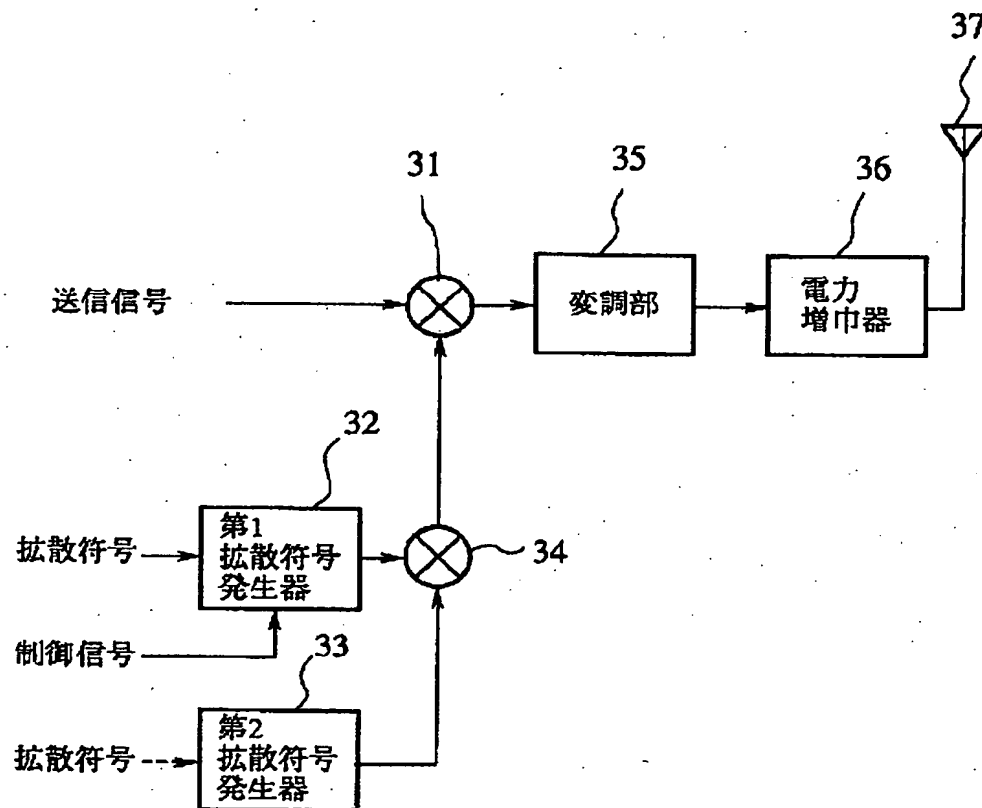 37
31
35
36
送信信号
変調部
電力
増巾器
32
拡散符号
第1
拡散符号
発生器
34
制御信号
33
拡散符号
第2
拡散符号
発生器